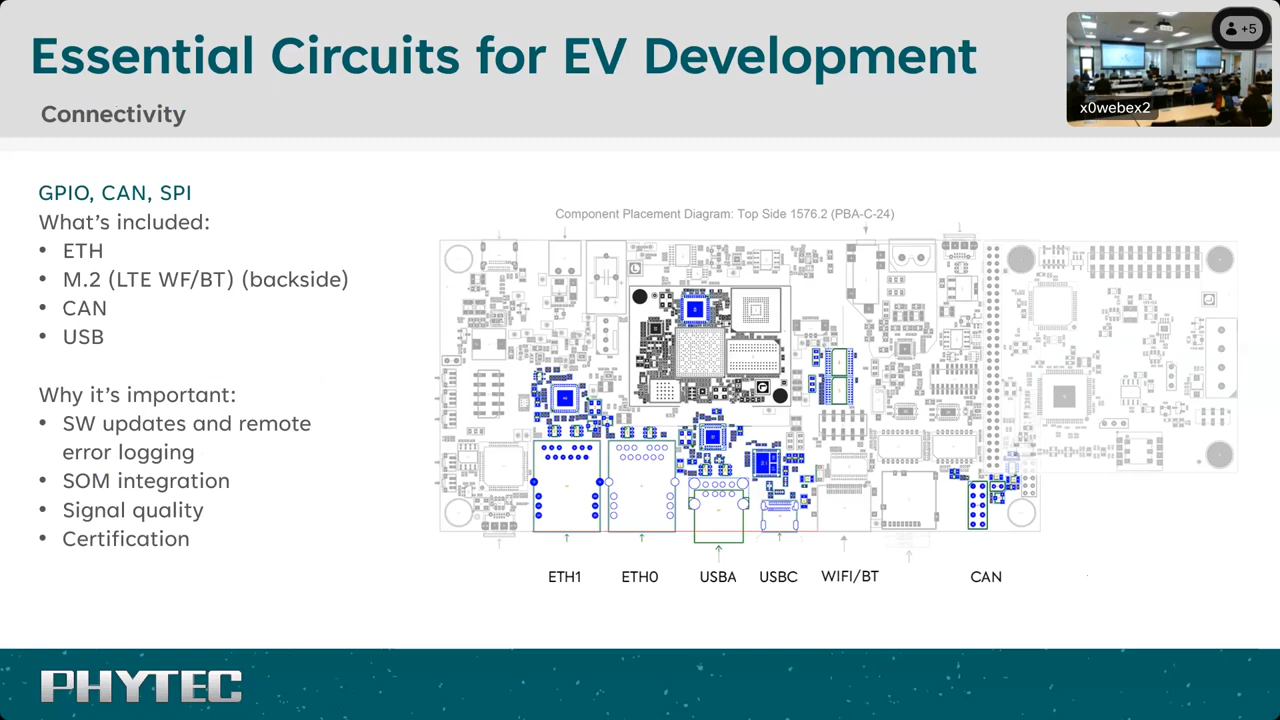 Essential Circuits for EV Development
Connectivity
+5
x0webex2
GPIO, CAN, SPI
What's included:
• ETH
• M.2 (LTE WF/BT) (backside)
• CAN
• USB
Why it's important:
• SW updates and remote
error logging
• SOM integration
• Signal quality
• Certification
Component Placement Diagram: Top Side 1576.2 (PBA-C-24)
ETH1
ETH0
USBA
USBC
WIFI/BT
CAN
PHYTEC